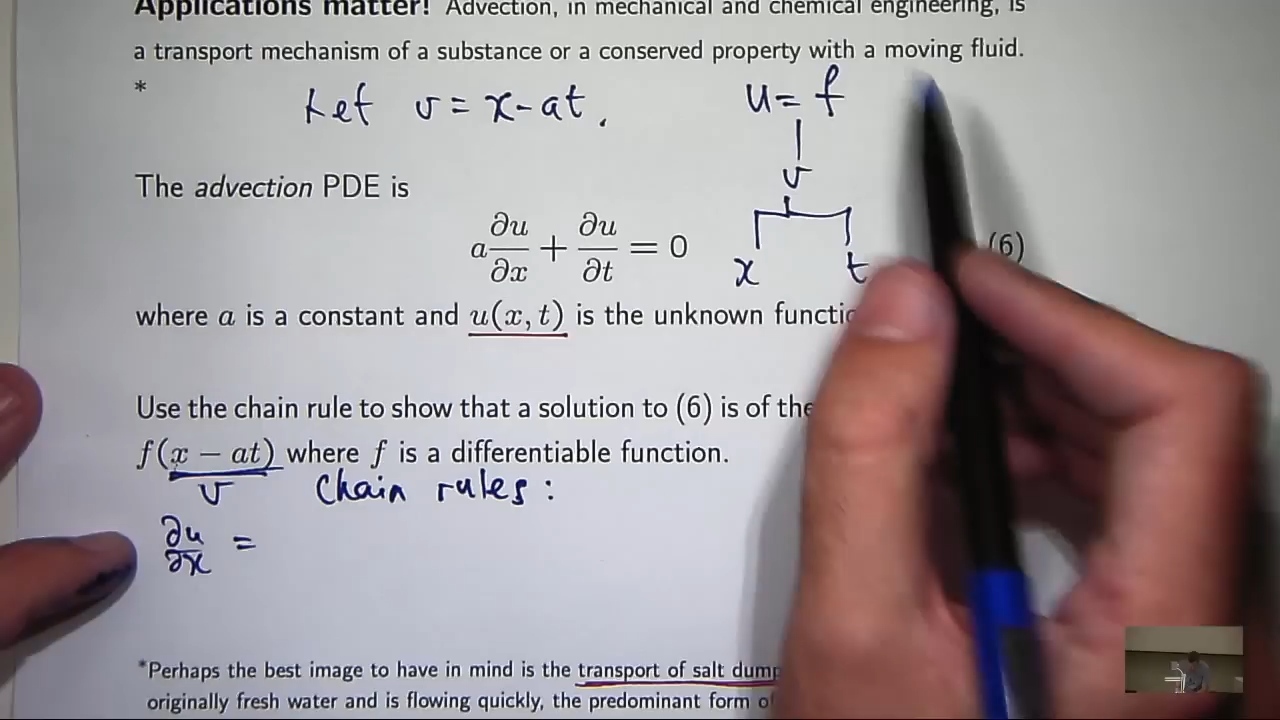 Applications matter! Advection, in mechanical and chemical engineering, is
a transport mechanism of a substance or a conserved property with a moving fluid.
*
Let v = x - at. u = f
v
x t
The advection PDE is
a ∂u/∂x + ∂u/∂t = 0 (6)
where a is a constant and u(x, t) is the unknown
Use the chain rule to show that a solution to (6) is of the
f(x − at) where f is a differentiable function.
v Chain rules:
∂u/∂x =
*Perhaps the best image to have in mind is the transport of salt
originally fresh water and is flowing quickly, the predominant form